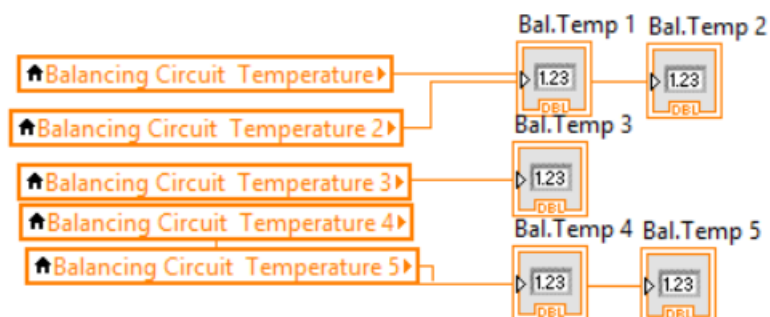 Bal.Temp 1 Bal.Temp 2
Balancing Circuit Temperature
1.23 1.23
DBL DBL
Balancing Circuit Temperature 2
Bal.Temp 3
Balancing Circuit Temperature 3
1.23
DBL
Balancing Circuit Temperature 4
Bal.Temp 4 Bal.Temp 5
Balancing Circuit Temperature 5
1.23 1.23
DBL DBL